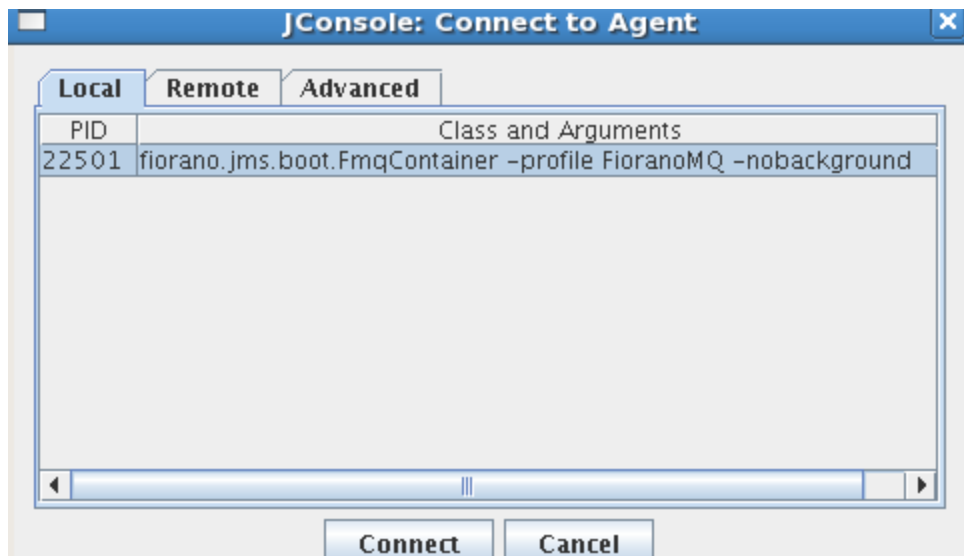 JConsole: Connect to Agent
Local Remote Advanced
PID Class and Arguments
22501 fiorano.jms.boot.FmqContainer -profile FioranoMQ -nobackground
Connect Cancel